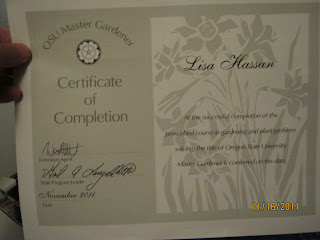 OSU Master Gardener
Certificate
of
Completion
Extension Agent
State Program Leader
November 2011
Date
Lisa Hassan
At the successful completion of the
prescribed course in gardening and plant problem
solving, the title of Oregon State University
Master Gardener is conferred on this date.
11/16/2011